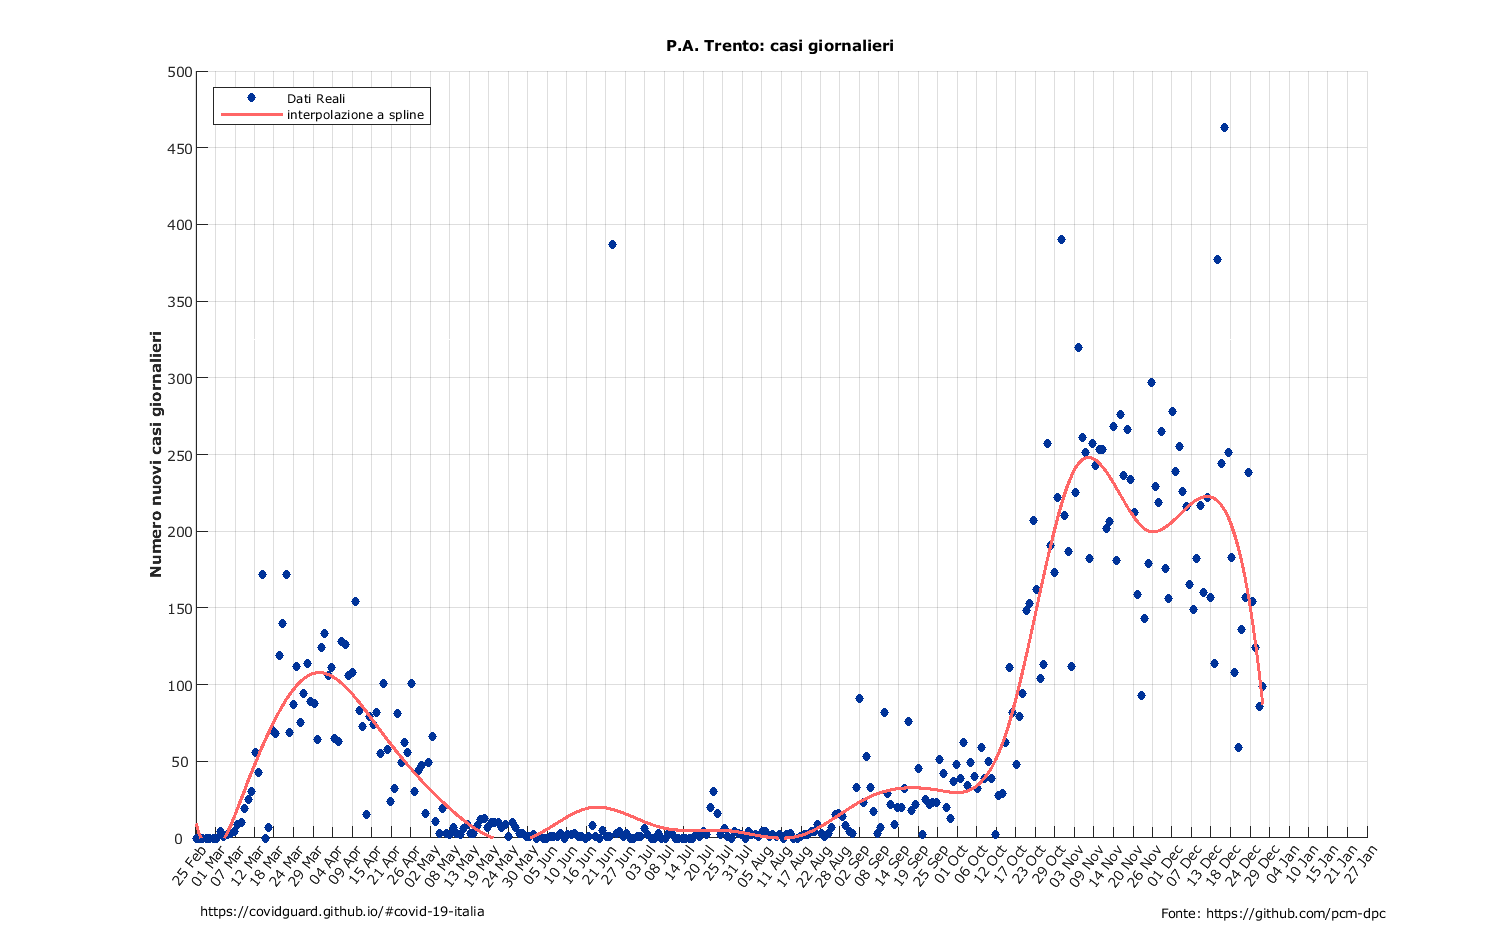 P.A. Trento: casi giornalieri
Dati Reali
interpolazione a spline
Numero nuovi casi giornalieri
500
450
400
350
300
250
200
150
100
50
0
25 Feb
01 Mar
07 Mar
12 Mar
18 Mar
24 Mar
29 Mar
04 Apr
09 Apr
15 Apr
21 Apr
26 Apr
02 May
08 May
13 May
19 May
24 May
30 May
05 Jun
10 Jun
16 Jun
21 Jun
27 Jun
03 Jul
08 Jul
14 Jul
20 Jul
25 Jul
31 Jul
05 Aug
11 Aug
17 Aug
22 Aug
28 Aug
02 Sep
08 Sep
14 Sep
19 Sep
25 Sep
01 Oct
06 Oct
12 Oct
17 Oct
23 Oct
29 Oct
03 Nov
09 Nov
14 Nov
20 Nov
26 Nov
01 Dec
07 Dec
13 Dec
18 Dec
24 Dec
29 Dec
04 Jan
10 Jan
15 Jan
21 Jan
27 Jan
https://covidguard.github.io/#covid-19-italia
Fonte: https://github.com/pcm-dpc